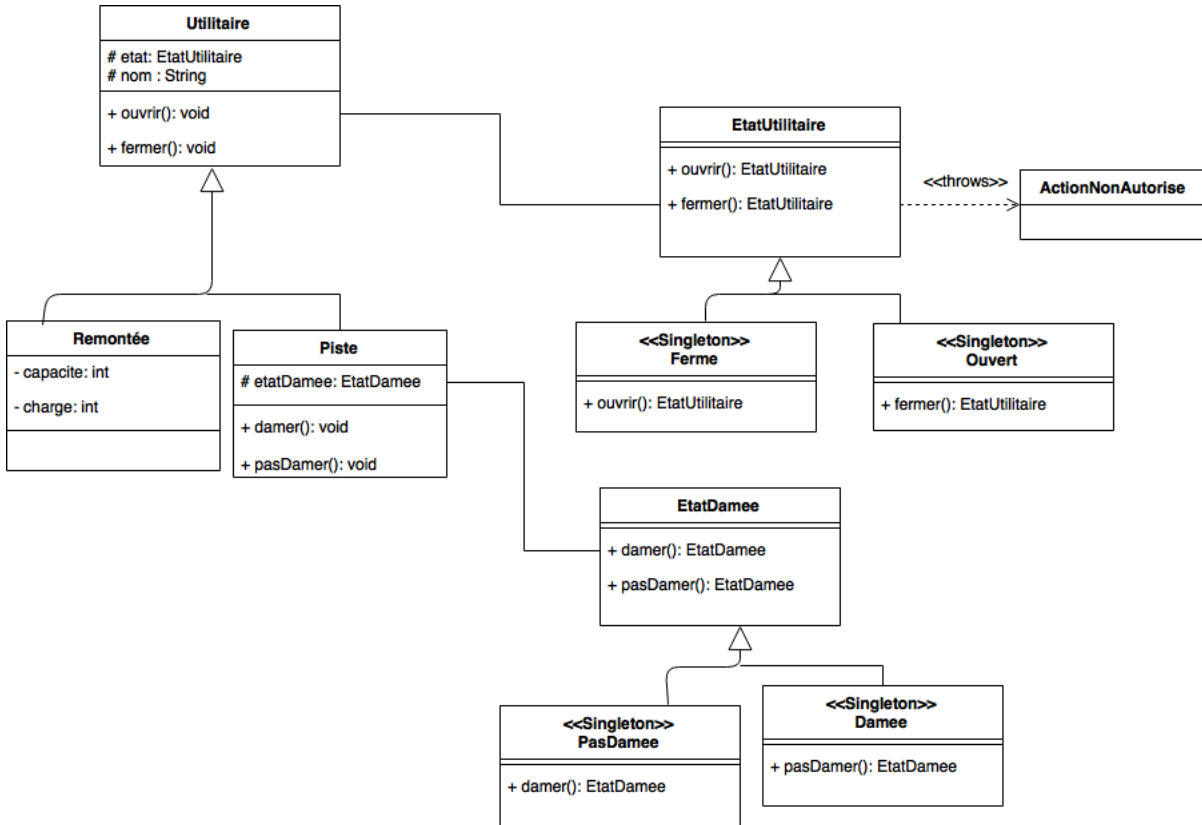 Utilitaire
# etat: EtatUtilitaire
# nom : String
+ ouvrir(): void
+ fermer(): void
EtatUtilitaire
+ ouvrir(): EtatUtilitaire
+ fermer(): EtatUtilitaire
<<throws>>
ActionNonAutorise
Remontée
- capacite: int
- charge: int
Piste
# etatDamee: EtatDamee
+ damer(): void
+ pasDamer(): void
<<Singleton>>
Ferme
+ ouvrir(): EtatUtilitaire
<<Singleton>>
Ouvert
+ fermer(): EtatUtilitaire
EtatDamee
+ damer(): EtatDamee
+ pasDamer(): EtatDamee
<<Singleton>>
PasDamee
+ damer(): EtatDamee
<<Singleton>>
Damee
+ pasDamer(): EtatDamee